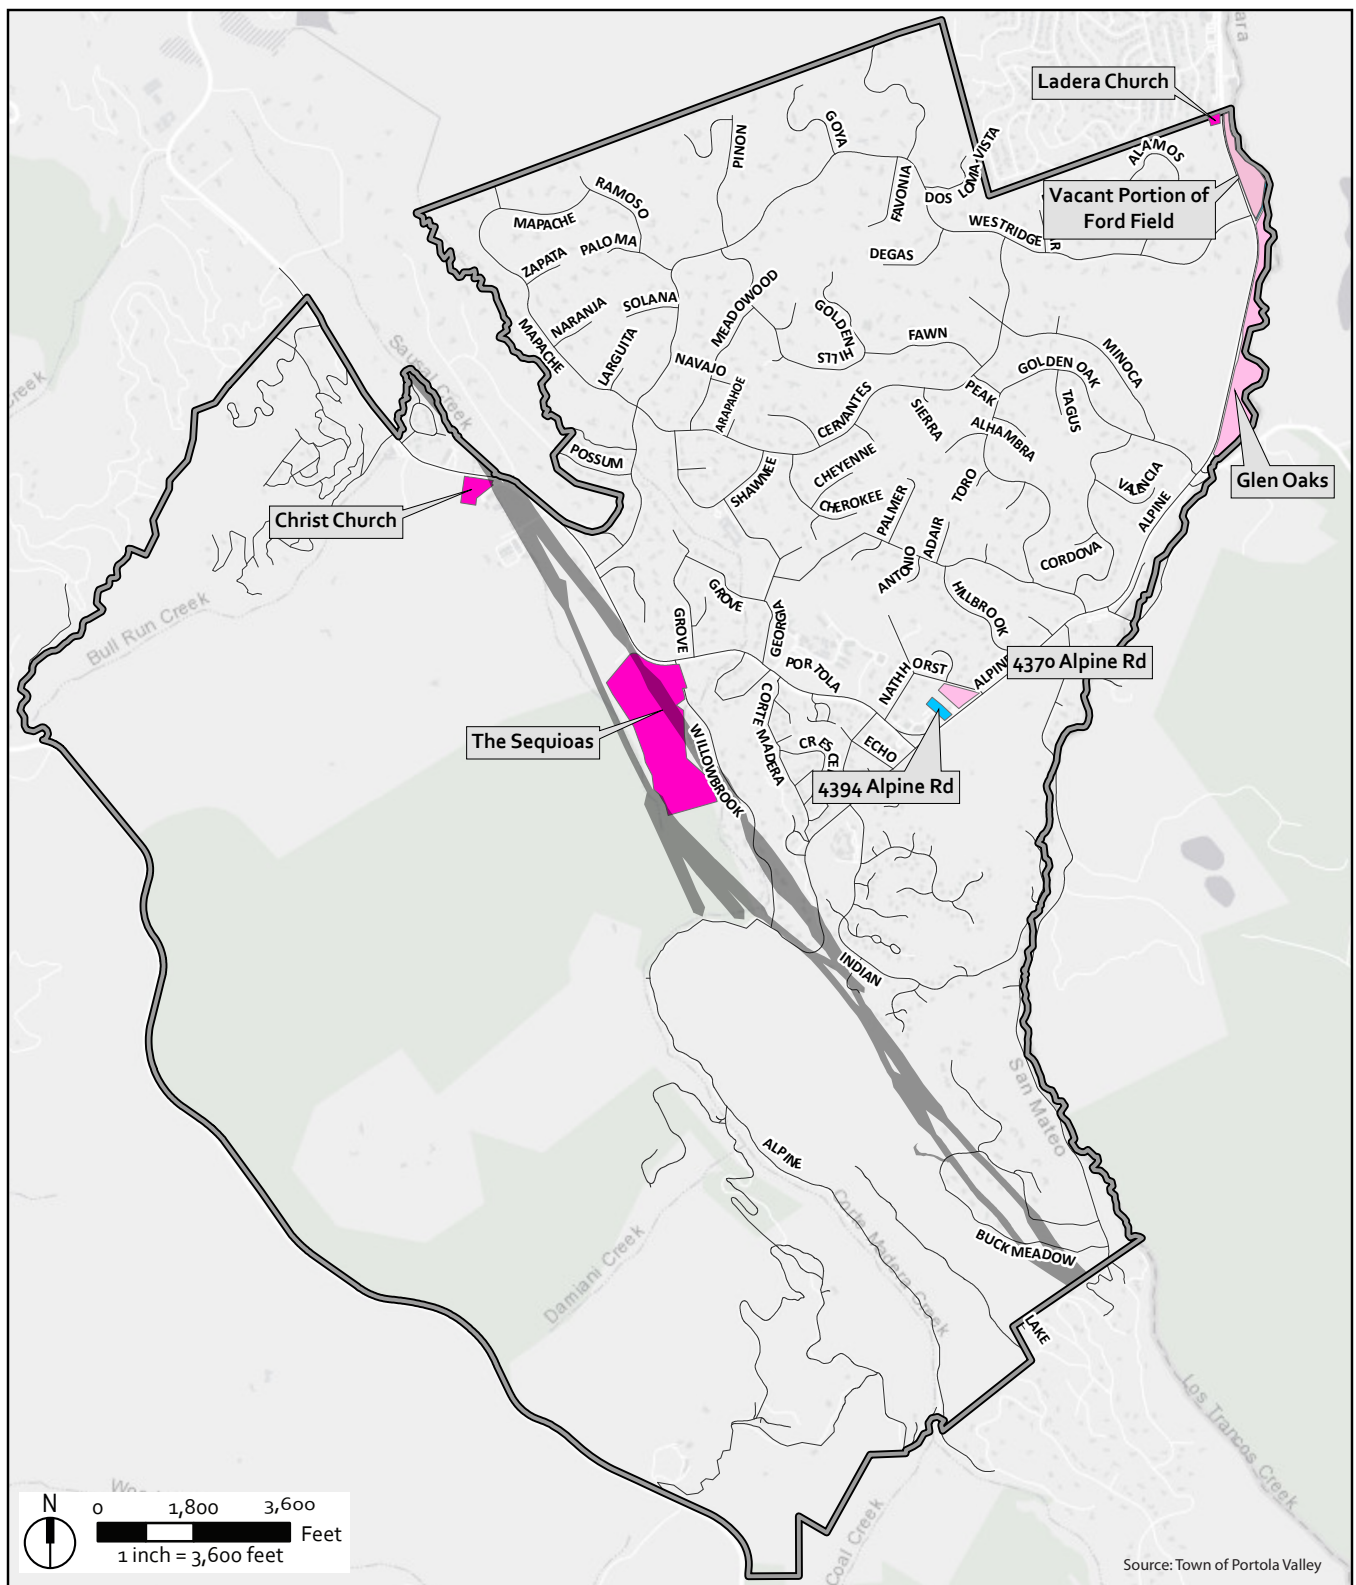 ara
Ladera Church
ALAMOS
Vacant Portion of
Ford Field
GOYA
PINON
LOMA VISTA
DOS
FAVONIA
WESTRIDGE
DEGAS
RAMOSO
MAPACHE
ZAPATA
PALOMA
SOLANA
NARANJA
MAPACHE
LARGUITA
MEADOWOOD
NAVAJO
ARAPAHOE
GOLDEN
HILLS
FAWN
MINOCA
GOLDEN OAK
TAGUS
PEAK
SIERRA
ALHAMBRA
CERVANTES
CHEYENNE
CHEROKEE
SHAWNEE
POSSUM
Sausal Creek
reek
Glen Oaks
VALENCIA
ALPINE
TORO
PALMER
ADAIR
ANTONIO
CORDOVA
HILLBROOK
Christ Church
Bull Run Creek
GROVE
GROVE
GEORGIA
PORTOLA
NATHHORST
ALPINE
4370 Alpine Rd
The Sequioas
WILLOWBROOK
CORTE MADERA
ECHO
4394 Alpine Rd
INDIAN
San Mateo
ALPINE
Corte Madera Creek
Damiani Creek
BUCKMEADOW
LAKE
Los Trancos Creek
Coal Creek
N
0 1,800 3,600
Feet
1 inch = 3,600 feet
Source: Town of Portola Valley